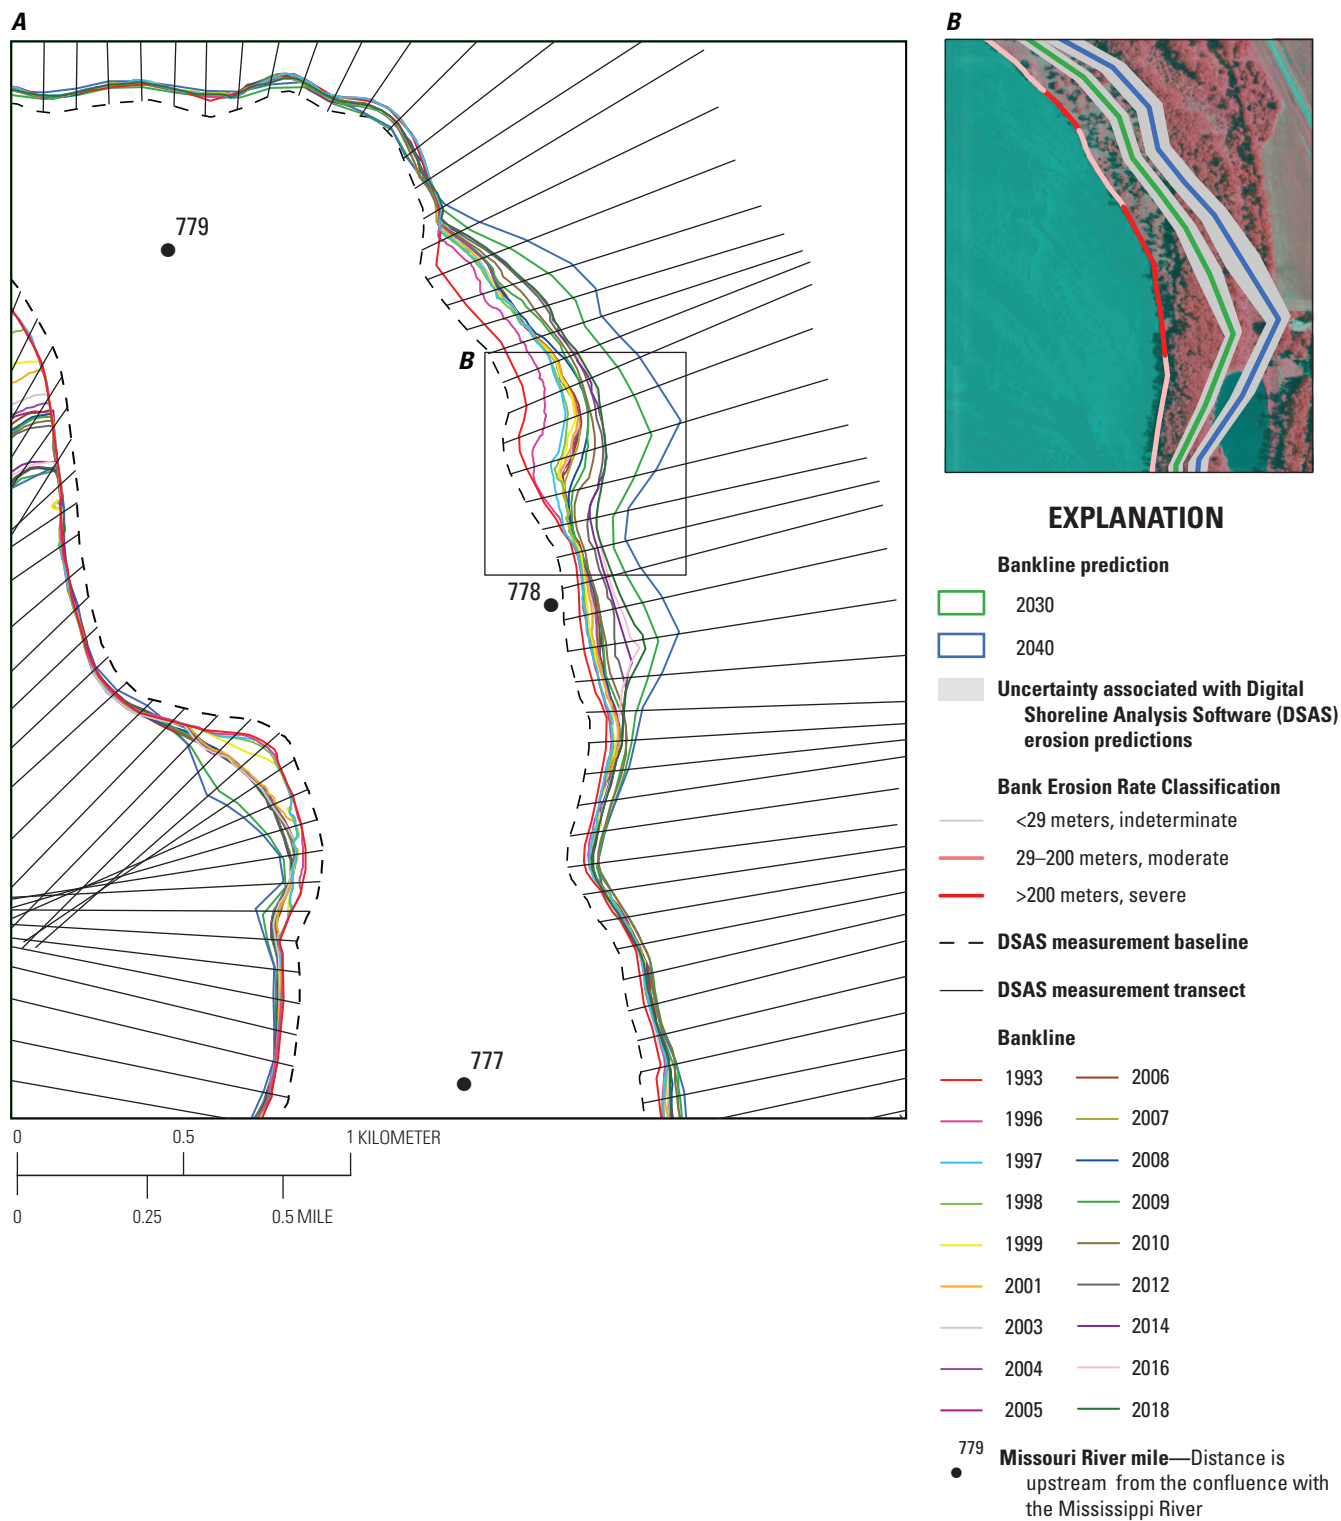 A
B
779
B
778
777
0 0.5 1 KILOMETER
0 0.25 0.5 MILE
EXPLANATION
Bankline prediction
2030
2040
Uncertainty associated with Digital
Shoreline Analysis Software (DSAS)
erosion predictions
Bank Erosion Rate Classification
<29 meters, indeterminate
29–200 meters, moderate
>200 meters, severe
DSAS measurement baseline
DSAS measurement transect
Bankline
1993 2006
1996 2007
1997 2008
1998 2009
1999 2010
2001 2012
2003 2014
2004 2016
2005 2018
779 Missouri River mile—Distance is
upstream from the confluence with
the Mississippi River